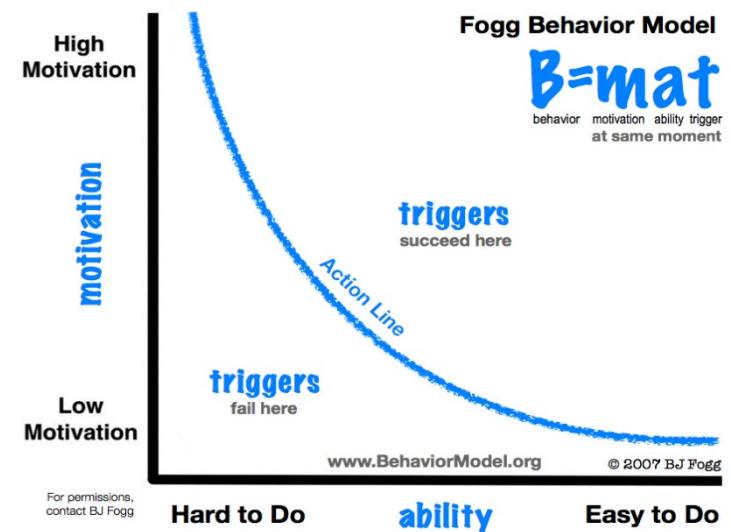 High
Motivation
Fogg Behavior Model
B=mat
behavior motivation ability trigger
at same moment
motivation
triggers
succeed here
Action Line
triggers
fail here
Low
Motivation
www.BehaviorModel.org
© 2007 BJ Fogg
For permissions,
contact BJ Fogg
Hard to Do
ability
Easy to Do